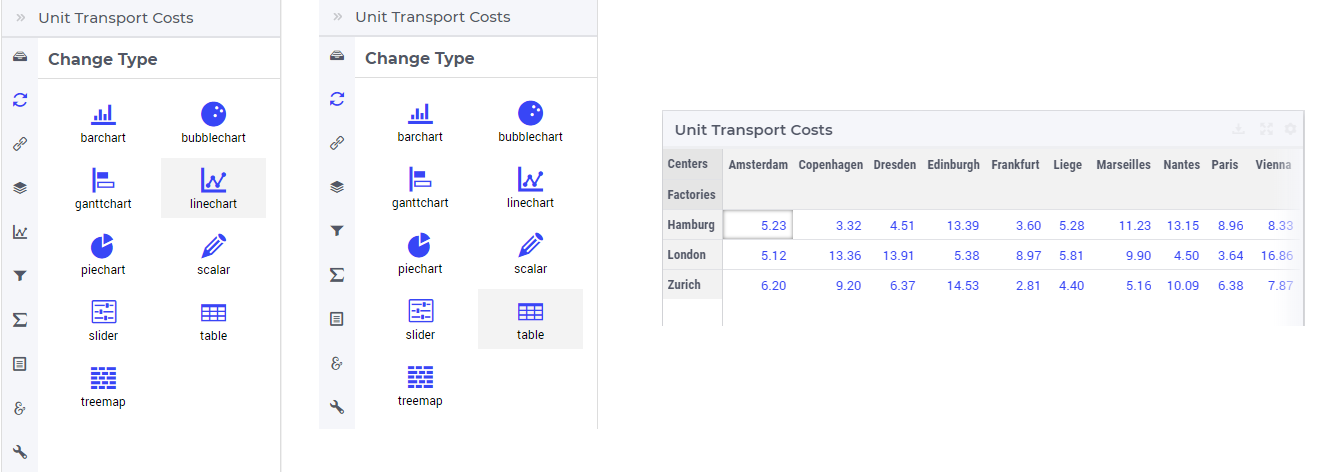 Unit Transport Costs
Change Type
barchart bubblechart
ganttchart linechart
piechart scalar
slider table
treemap
Unit Transport Costs
Change Type
barchart bubblechart
ganttchart linechart
piechart scalar
slider table
treemap
Unit Transport Costs
Centers Amsterdam Copenhagen Dresden Edinburgh Frankfurt Liege Marseilles Nantes Paris Vienna
Factories
Hamburg 5.23 3.32 4.51 13.39 3.60 5.28 11.23 13.15 8.96 8.33
London 5.12 13.36 13.91 5.38 8.97 5.81 9.90 4.50 3.64 16.86
Zurich 6.20 9.20 6.37 14.53 2.81 4.40 5.16 10.09 6.38 7.87